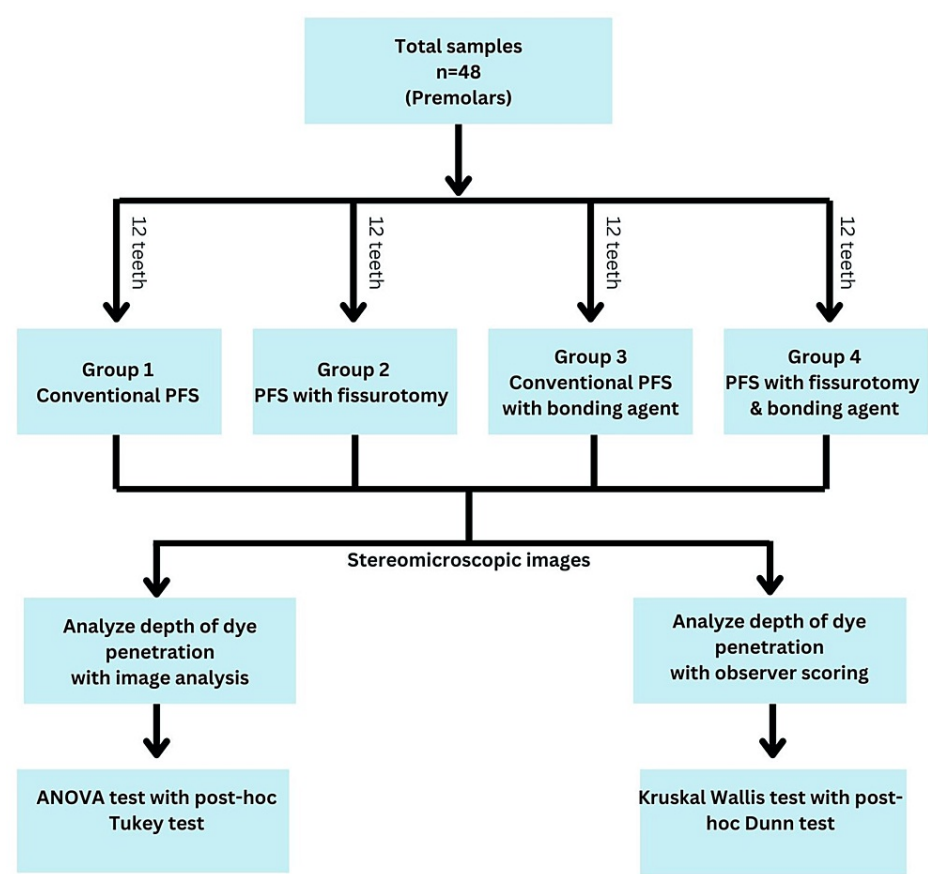 Total samples
n=48
(Premolars)
12 teeth
12 teeth
12 teeth
12 teeth
Group 1
Conventional PFS
Group 2
PFS with fissurotomy
Group 3
Conventional PFS
with bonding agent
Group 4
PFS with fissurotomy
& bonding agent
Stereomicroscopic images
Analyze depth of dye
penetration
with image analysis
Analyze depth of dye
penetration
with observer scoring
ANOVA test with post-hoc
Tukey test
Kruskal Wallis test with post-
hoc Dunn test